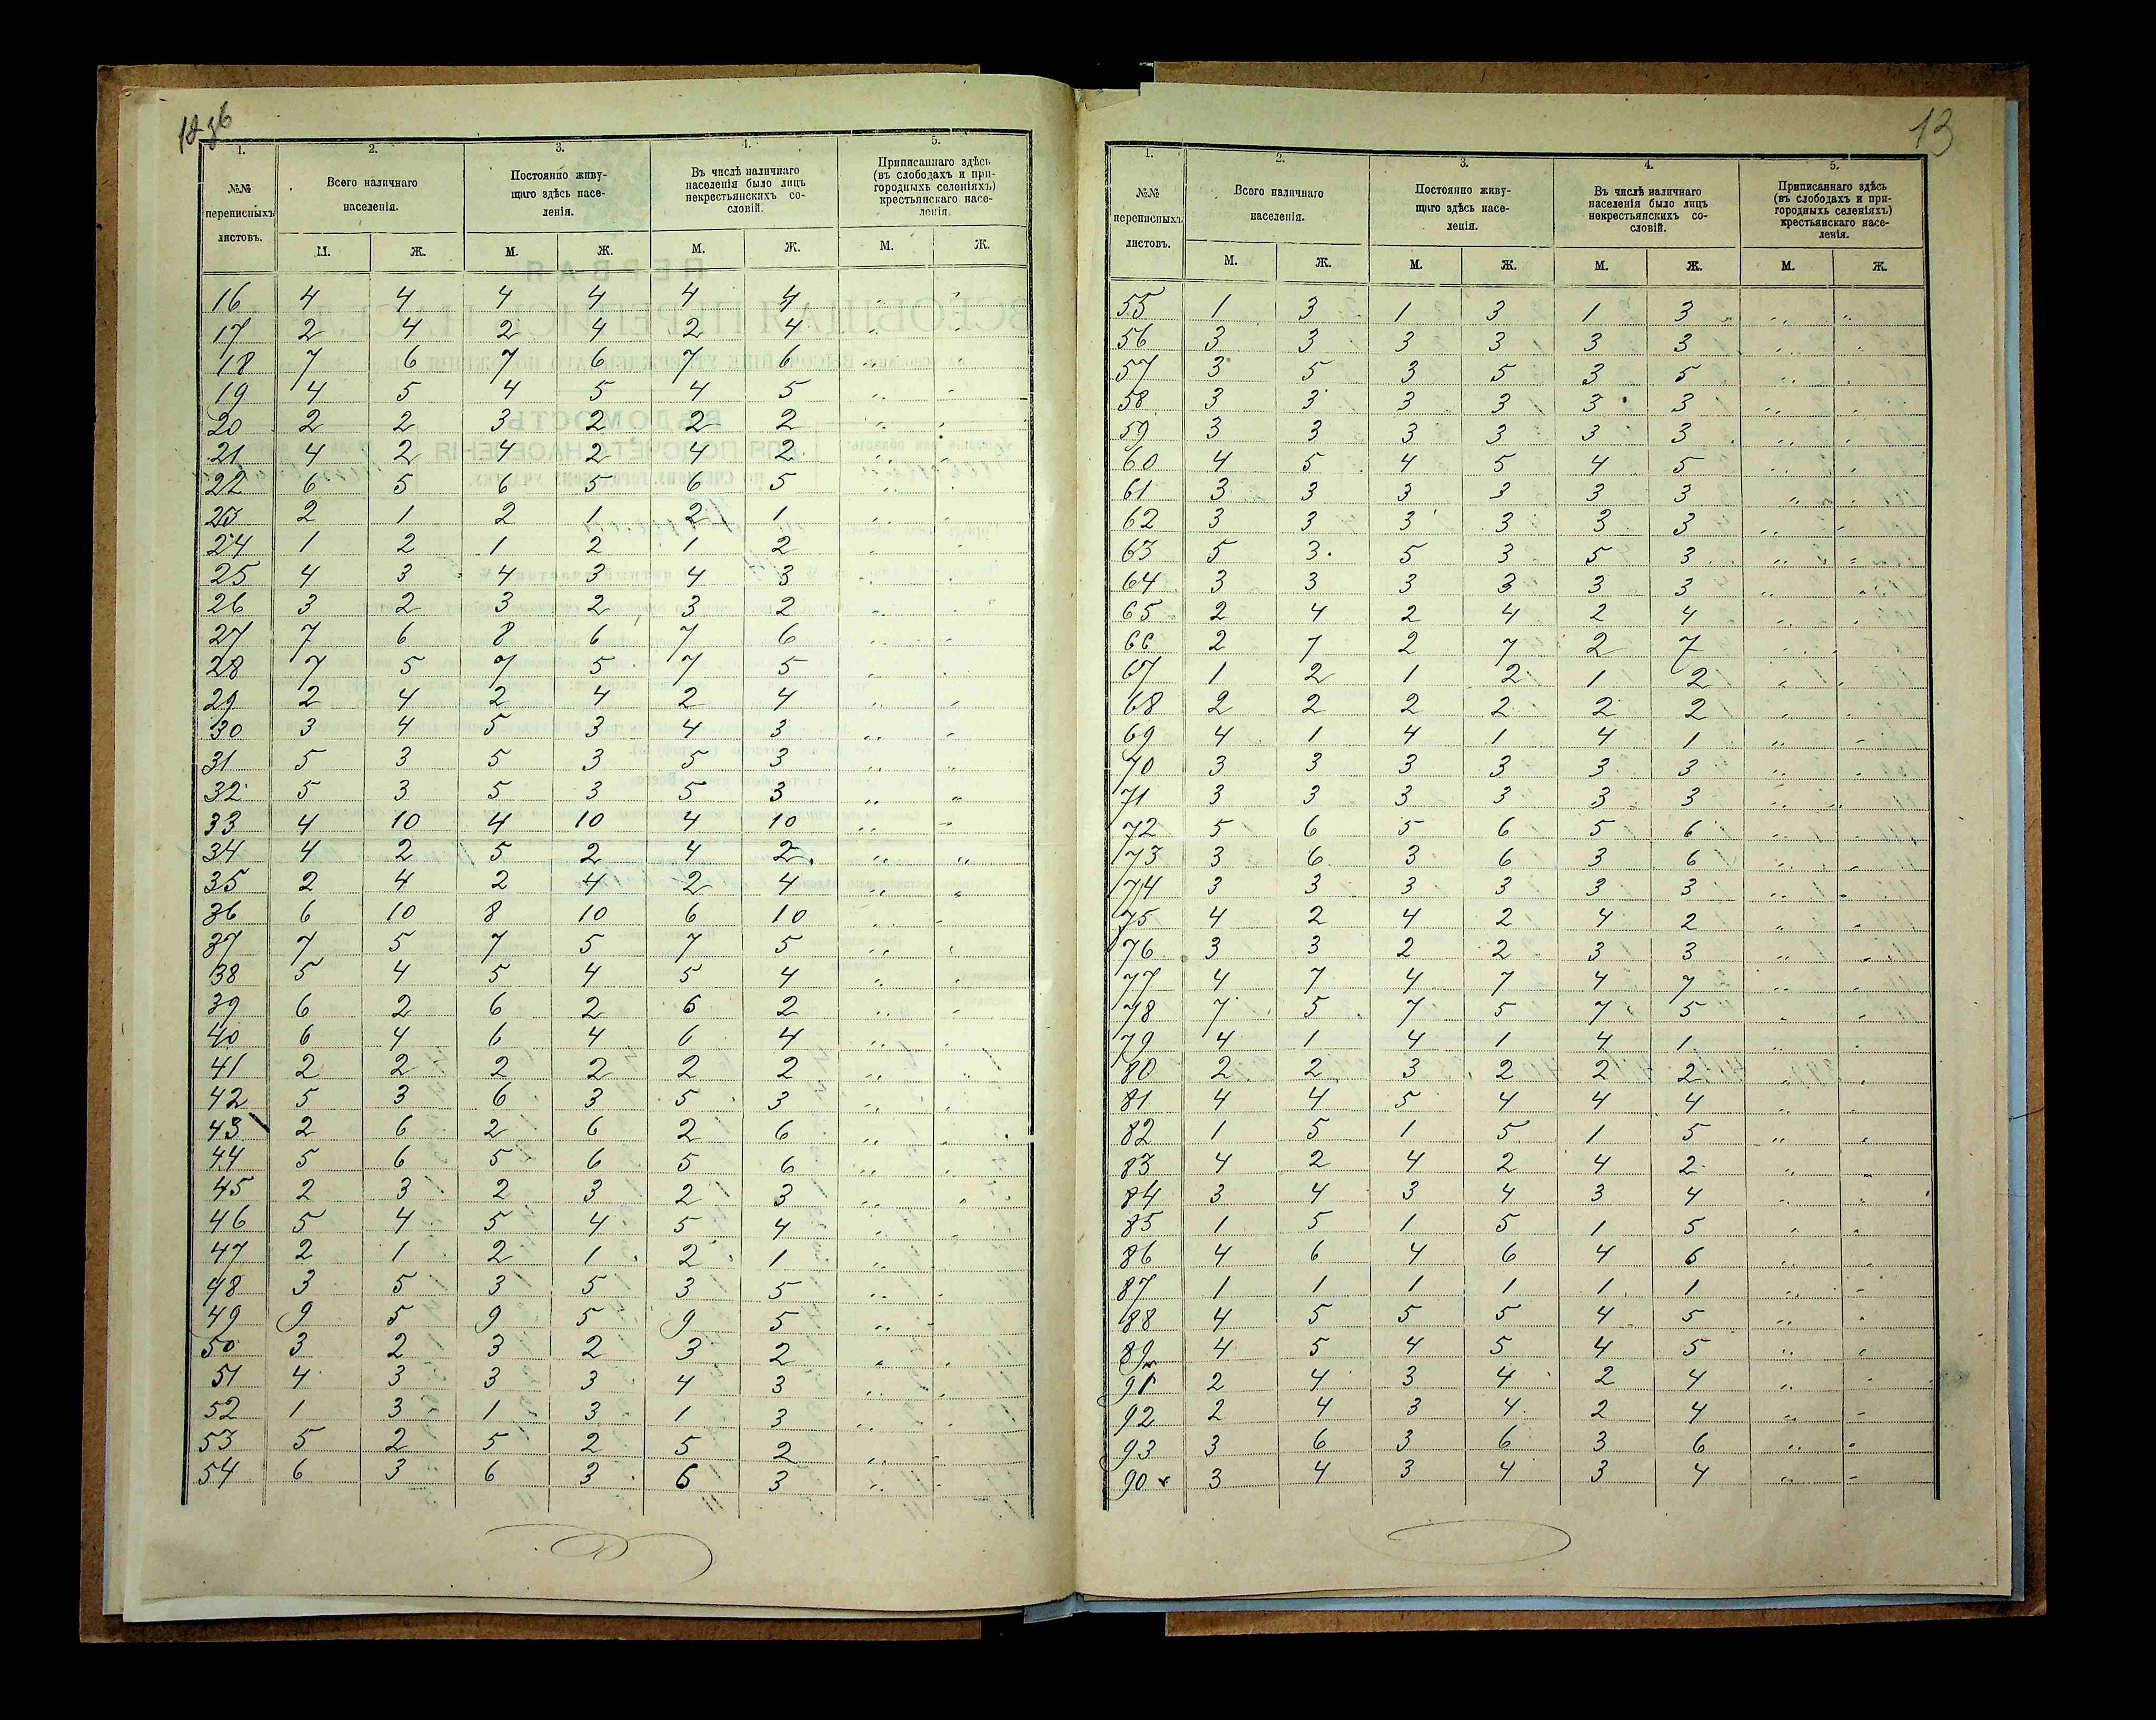 1. 2. 3. 4. 5.
№№ переписныхъ листовъ. Всего наличнаго населенія. Постоянно живущаго здѣсь населенія. Въ числѣ наличнаго населенія было лицъ некрестьянскихъ сословій. Приписаннаго здѣсь (въ слободахъ и пригородныхъ селеніяхъ) крестьянскаго населенія.
М. Ж. М. Ж. М. Ж. М. Ж.
16 4 4 4 4 4 4 „ „
17 2 4 2 4 2 4 „ „
18 7 6 7 6 7 6 „ „
19 4 5 4 5 4 5 „ „
20 2 2 3 2 2 2 „ „
21 4 2 4 2 4 2 „ „
22 6 5 6 5 6 5 „ „
23 2 1 2 1 2 1 „ „
24 1 2 1 2 1 2 „ „
25 4 3 4 3 4 3 „ „
26 3 2 3 2 3 2 „ „
27 7 6 8 6 7 6 „ „
28 7 5 7 5 7 5 „ „
29 2 4 2 4 2 4 „ „
30 3 4 5 3 4 3 „ „
31 5 3 5 3 5 3 „ „
32 5 3 5 3 5 3 „ „
33 4 10 4 10 4 10 „ „
34 4 2 5 2 4 2 „ „
35 2 4 2 4 2 4 „ „
36 6 10 8 10 6 10 „ „
37 7 5 7 5 7 5 „ „
38 5 4 5 4 5 4 „ „
39 6 2 6 2 6 2 „ „
40 6 4 6 4 6 4 „ „
41 2 2 2 2 2 2 „ „
42 5 3 6 3 5 3 „ „
43 2 6 2 6 2 6 „ „
44 5 6 5 6 5 6 „ „
45 2 3 2 3 2 3 „ „
46 5 4 5 4 5 4 „ „
47 2 1 2 1 2 1 „ „
48 3 5 3 5 3 5 „ „
49 9 5 9 5 9 5 „ „
50 3 2 3 2 3 2 „ „
51 4 3 3 3 4 3 „ „
52 1 3 1 3 1 3 „ „
53 5 2 5 2 5 2 „ „
54 6 3 6 3 6 3 „ „
13
1. 2. 3. 4. 5.
№№ переписныхъ листовъ. Всего наличнаго населенія. Постоянно живущаго здѣсь населенія. Въ числѣ наличнаго населенія было лицъ некрестьянскихъ сословій. Приписаннаго здѣсь (въ слободахъ и пригородныхъ селеніяхъ) крестьянскаго населенія.
М. Ж. М. Ж. М. Ж. М. Ж.
55 1 3 1 3 1 3 „ „
56 3 3 3 3 3 3 „ „
57 3 5 3 5 3 5 „ „
58 3 3 3 3 3 3 „ „
59 3 3 3 3 3 3 „ „
60 4 5 4 5 4 5 „ „
61 3 3 3 3 3 3 „ „
62 3 3 3 3 3 3 „ „
63 5 3 5 3 5 3 „ „
64 3 3 3 3 3 3 „ „
65 2 4 2 4 2 4 „ „
66 2 7 2 7 2 7 „ „
67 1 2 1 2 1 2 „ „
68 2 2 2 2 2 2 „ „
69 4 1 4 1 4 1 „ „
70 3 3 3 3 3 3 „ „
71 3 3 3 3 3 3 „ „
72 5 6 5 6 5 6 „ „
73 3 6 3 6 3 6 „ „
74 3 3 3 3 3 3 „ „
75 4 2 4 2 4 2 „ „
76 3 3 2 2 3 3 „ „
77 4 7 4 7 4 7 „ „
78 7 5 7 5 7 5 „ „
79 4 1 4 1 4 1 „ „
80 2 2 3 2 2 2 „ „
81 4 4 5 4 4 4 „ „
82 1 5 1 5 1 5 „ „
83 4 2 4 2 4 2 „ „
84 3 4 3 4 3 4 „ „
85 1 5 1 5 1 5 „ „
86 4 6 4 6 4 6 „ „
87 1 1 1 1 1 1 „ „
88 4 5 5 5 4 5 „ „
89 4 5 4 5 4 5 „ „
91 2 4 3 4 2 4 „ „
92 2 4 3 4 2 4 „ „
93 3 6 3 6 3 6 „ „
90 3 4 3 4 3 4 „ „